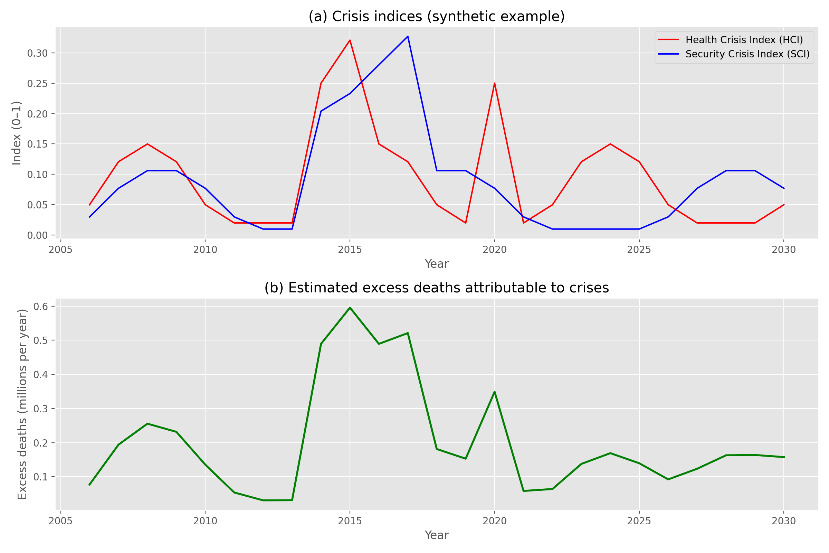 (a) Crisis indices (synthetic example)
Health Crisis Index (HCI)
Security Crisis Index (SCI)
Index (0–1)
0.30
0.25
0.20
0.15
0.10
0.05
0.00
2005 2010 2015 2020 2025 2030
Year
(b) Estimated excess deaths attributable to crises
Excess deaths (millions per year)
0.6
0.5
0.4
0.3
0.2
0.1
2005 2010 2015 2020 2025 2030
Year